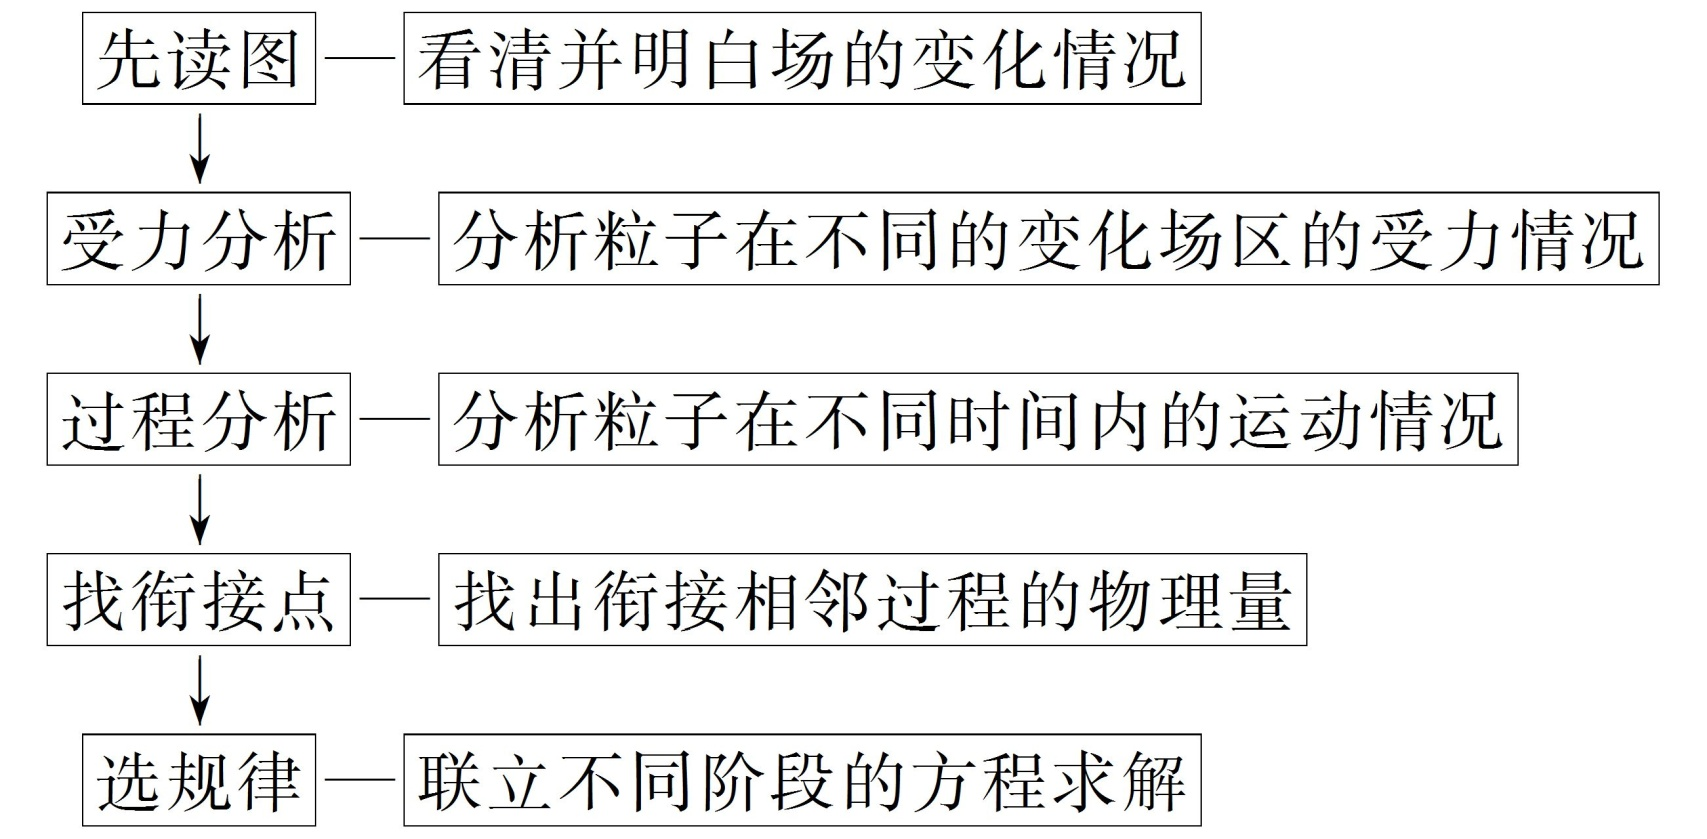 先读图 看清并明白场的变化情况
受力分析 分析粒子在不同的变化场区的受力情况
过程分析 分析粒子在不同时间内的运动情况
找衔接点 找出衔接相邻过程的物理量
选规律 联立不同阶段的方程求解